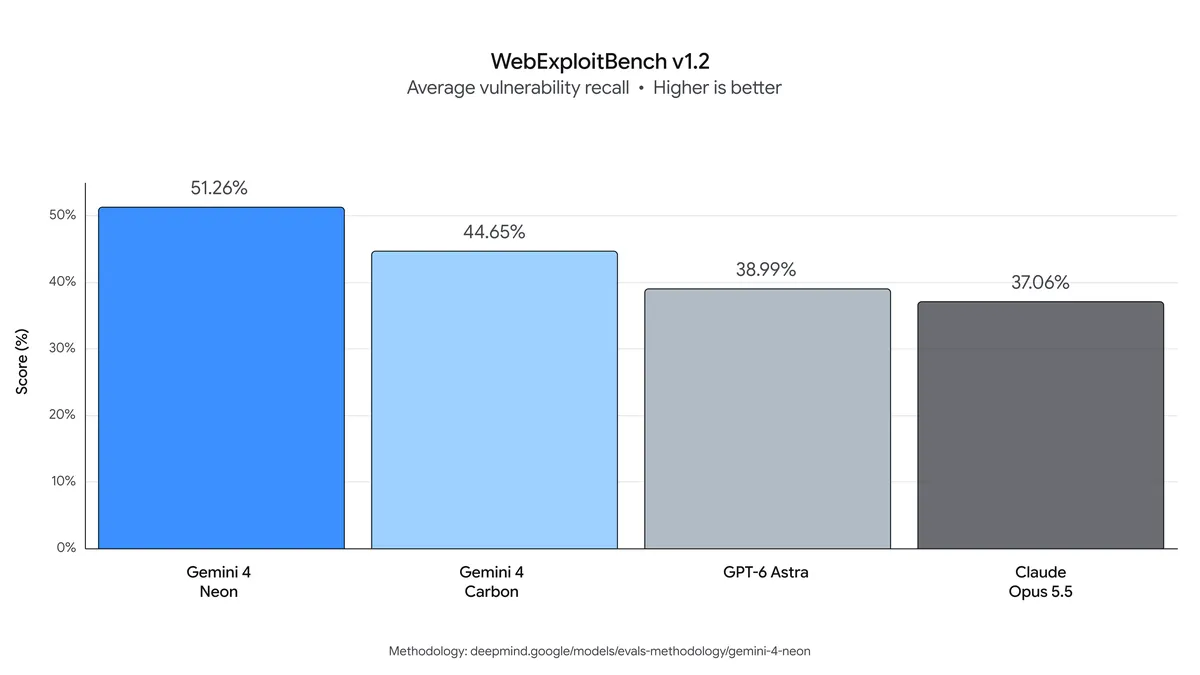 WebExploitBench v1.2
Average vulnerability recall • Higher is better
51.26%
44.65%
38.99%
37.06%
50%
40%
30%
20%
10%
0%
Score (%)
Gemini 4
Neon
Gemini 4
Carbon
GPT-6 Astra
Claude
Opus 5.5
Methodology: deepmind.google/models/evals-methodology/gemini-4-neon